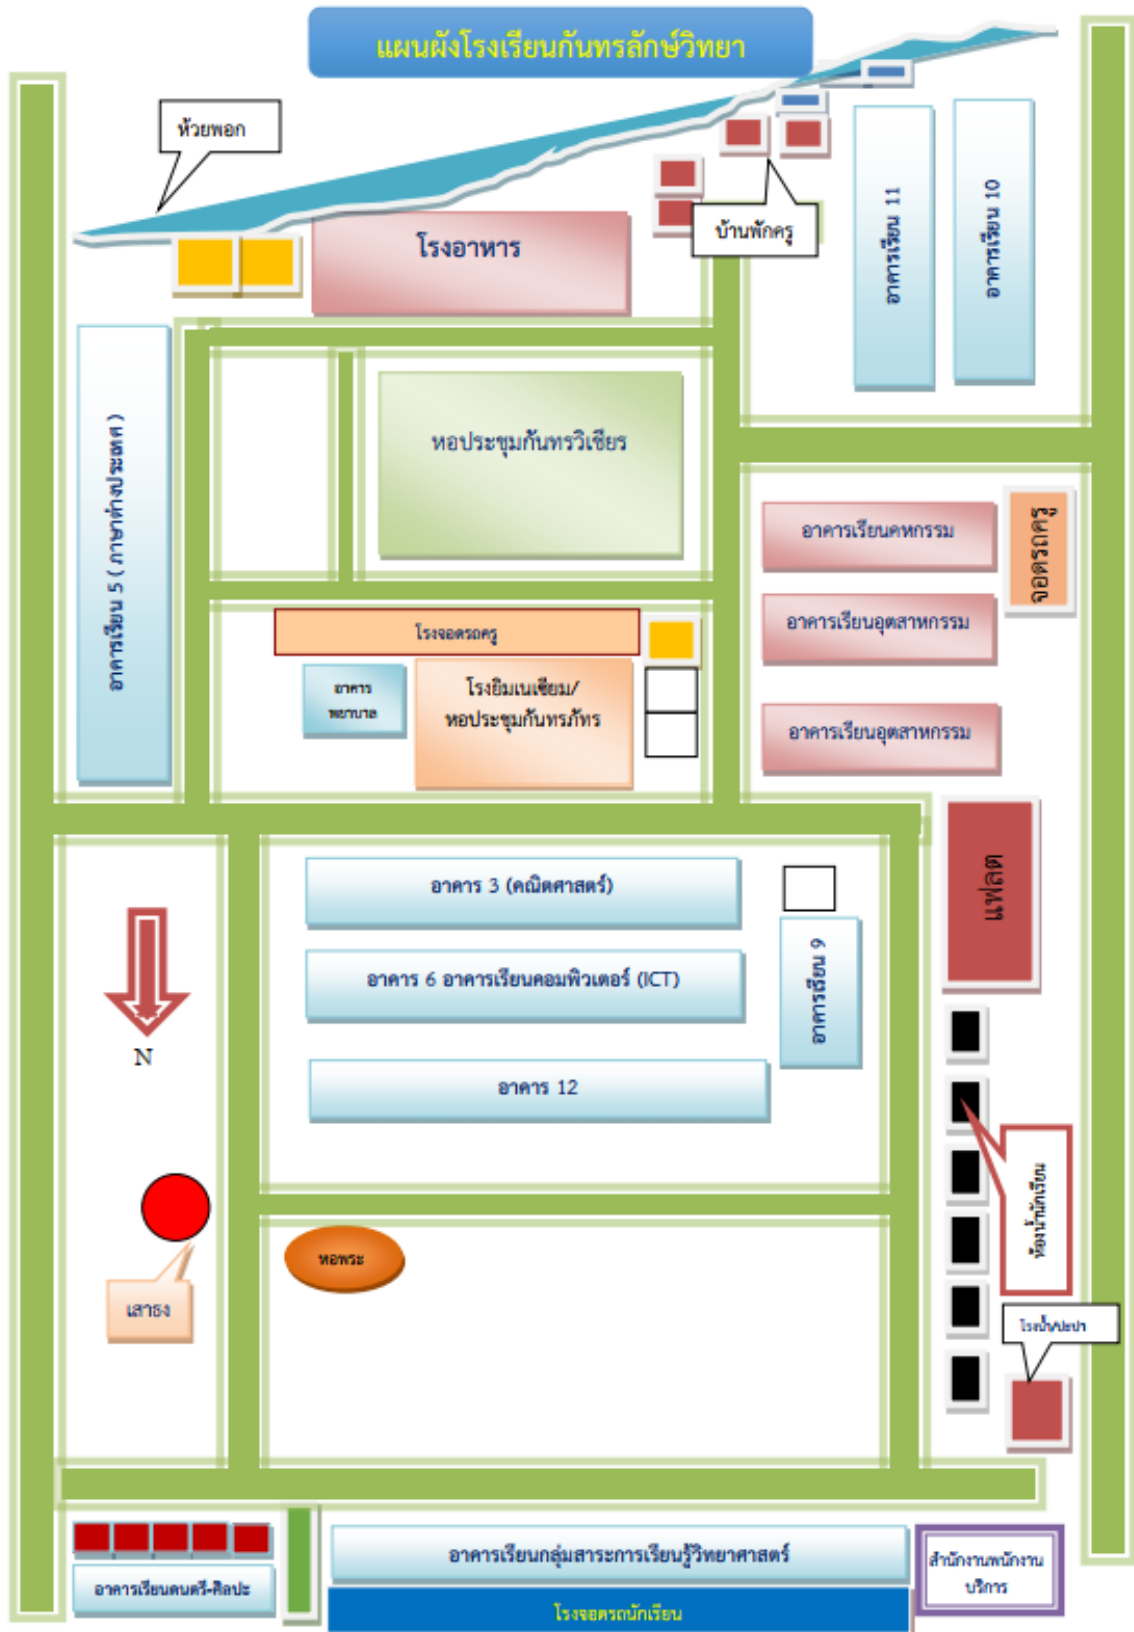 แผนผังโรงเรียนกันทรลักษ์วิทยา
ห้วยพอก
บ้านพักครู
โรงอาหาร
อาคารเรียน 11
อาคารเรียน 10
อาคารเรียน 5 ( ภาษาต่างประเทศ )
หอประชุมกันทรวิเชียร
อาคารเรียนคหกรรม
จอดรถครู
อาคารเรียนอุตสาหกรรม
โรงจอดรถครู
อาคาร
พยาบาล
โรงยิมเนเซียม/
หอประชุมกันทรภัทร
อาคารเรียนอุตสาหกรรม
แฟลต
อาคาร 3 (คณิตศาสตร์)
อาคาร 6 อาคารเรียนคอมพิวเตอร์ (ICT)
อาคารเรียน 9
N
อาคาร 12
ห้องน้ำนักเรียน
หอพระ
เสาธง
โรงน้ำปะปา
อาคารเรียนกลุ่มสาระการเรียนรู้วิทยาศาสตร์
สำนักงานพนักงาน
บริการ
อาคารเรียนดนตรี-ศิลปะ
โรงจอดรถนักเรียน